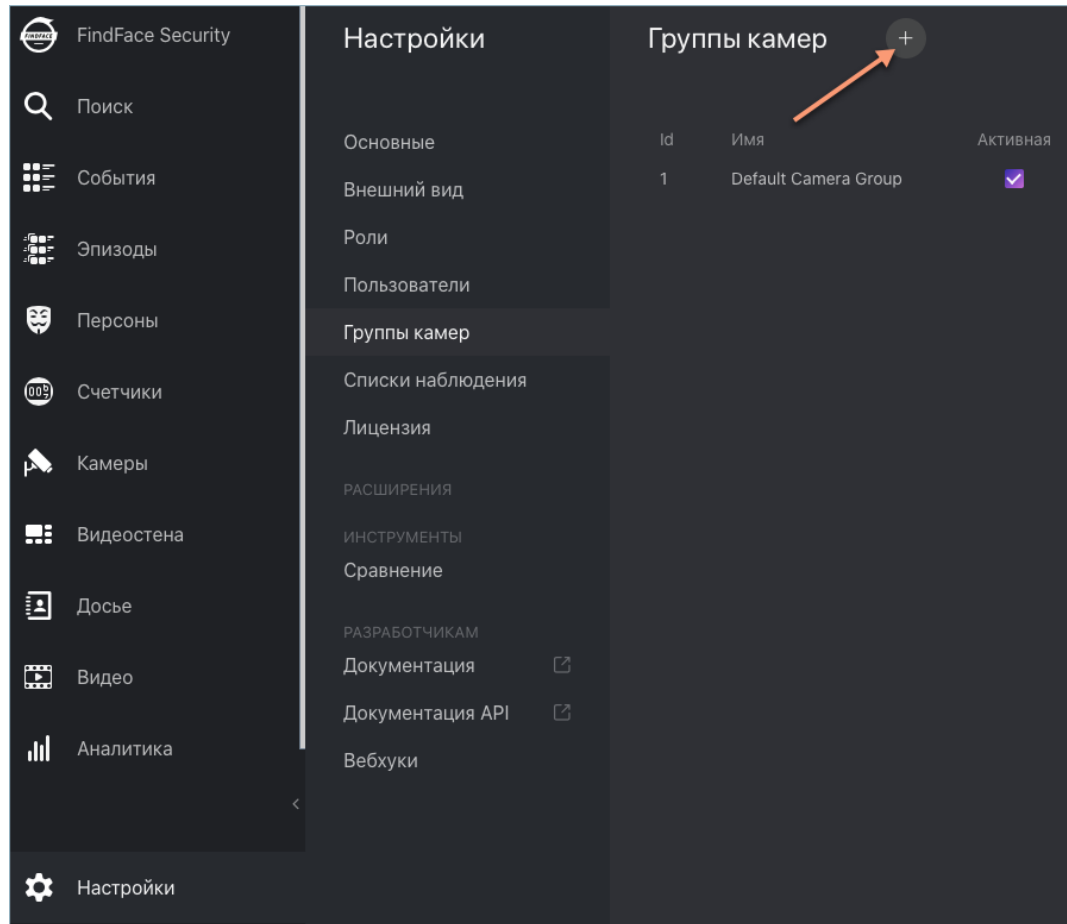 FindFace Security
Поиск
События
Эпизоды
Персоны
Счетчики
Камеры
Видеостена
Досье
Видео
Аналитика
Настройки
Настройки
Основные
Внешний вид
Роли
Пользователи
Группы камер
Списки наблюдения
Лицензия
РАСШИРЕНИЯ
ИНСТРУМЕНТЫ
Сравнение
РАЗРАБОТЧИКАМ
Документация
Документация API
Вебхуки
Группы камер +
Id Имя Активная
1 Default Camera Group